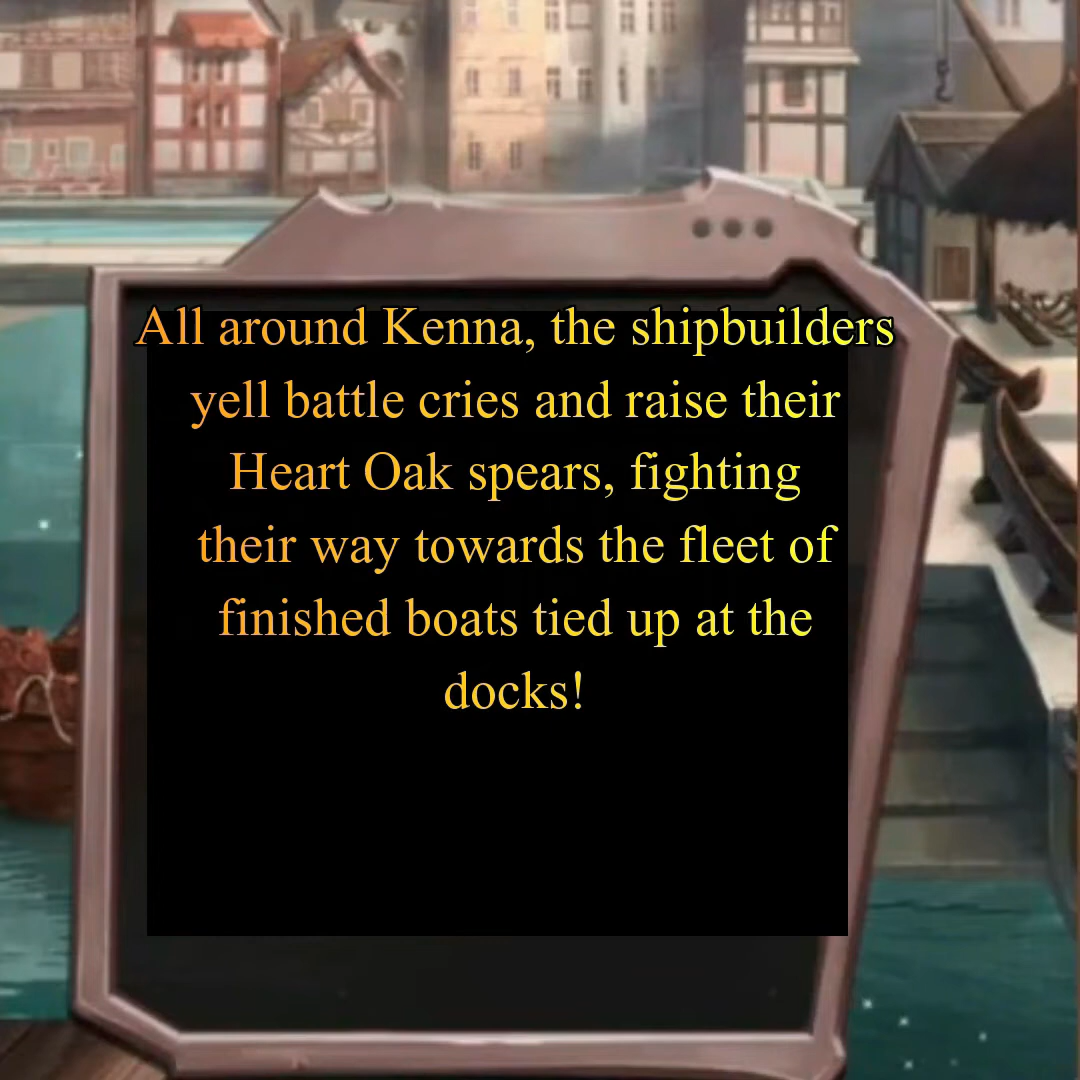 All around Kenna, the shipbuilders
yell battle cries and raise their
Heart Oak spears, fighting
their way towards the fleet of
finished boats tied up at the
docks!